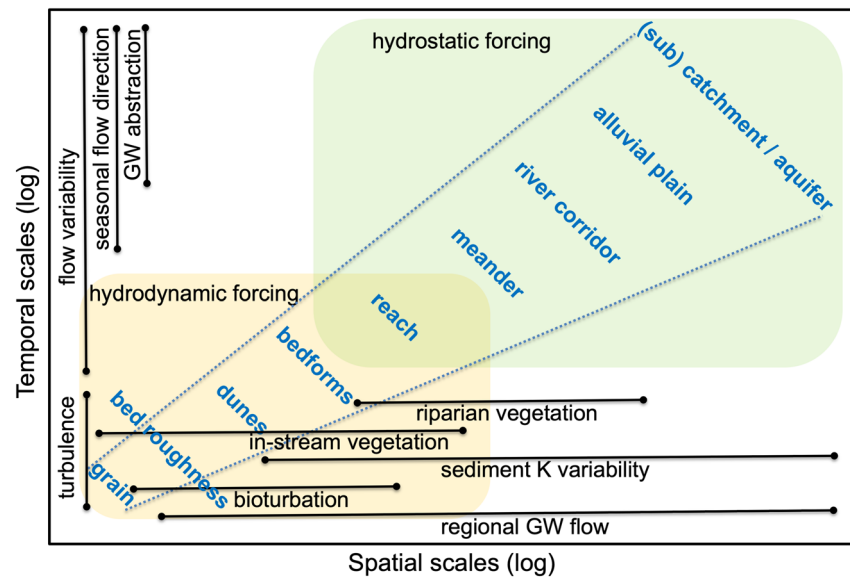 hydrostatic forcing
(sub) catchment / aquifer
alluvial plain
river corridor
meander
reach
hydrodynamic forcing
bedforms
dunes
bed roughness
grain
flow variability
seasonal flow direction
GW abstraction
turbulence
riparian vegetation
in-stream vegetation
sediment K variability
bioturbation
regional GW flow
Temporal scales (log)
Spatial scales (log)